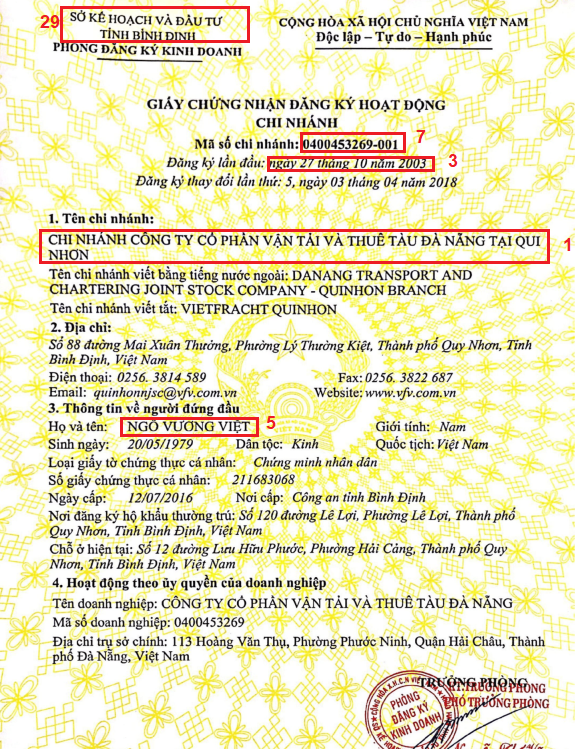 29 SỞ KẾ HOẠCH VÀ ĐẦU TƯ
TỈNH BÌNH ĐỊNH
PHÒNG ĐĂNG KÝ KINH DOANH
CỘNG HÒA XÃ HỘI CHỦ NGHĨA VIỆT NAM
Độc lập - Tự do - Hạnh phúc
GIẤY CHỨNG NHẬN ĐĂNG KÝ HOẠT ĐỘNG
CHI NHÁNH
Mã số chi nhánh: 0400453269-001 7
Đăng ký lần đầu: ngày 27 tháng 10 năm 2003 3
Đăng ký thay đổi lần thứ: 5, ngày 03 tháng 04 năm 2018
1. Tên chi nhánh:
CHI NHÁNH CÔNG TY CỔ PHẦN VẬN TẢI VÀ THUÊ TÀU ĐÀ NẴNG TẠI QUI 1
NHƠN
Tên chi nhánh viết bằng tiếng nước ngoài: DANANG TRANSPORT AND
CHARTERING JOINT STOCK COMPANY - QUINHON BRANCH
Tên chi nhánh viết tắt: VIETFRACHT QUINHON
2. Địa chỉ:
Số 88 đường Mai Xuân Thưởng, Phường Lý Thường Kiệt, Thành phố Quy Nhơn, Tỉnh
Bình Định, Việt Nam
Điện thoại: 0256. 3814 589 Fax: 0256. 3822 687
Email: quinhonnjsc@vfv.com.vn Website: www.vfv.com.vn
3. Thông tin về người đứng đầu
Họ và tên: NGÔ VƯƠNG VIỆT 5 Giới tính: Nam
Sinh ngày: 20/05/1979 Dân tộc: Kinh Quốc tịch: Việt Nam
Loại giấy tờ chứng thực cá nhân: Chứng minh nhân dân
Số giấy chứng thực cá nhân: 211683068
Ngày cấp: 12/07/2016 Nơi cấp: Công an tỉnh Bình Định
Nơi đăng ký hộ khẩu thường trú: Số 120 đường Lê Lợi, Phường Lê Lợi, Thành phố
Quy Nhơn, Tỉnh Bình Định, Việt Nam
Chỗ ở hiện tại: Số 12 đường Lưu Hữu Phước, Phường Hải Cảng, Thành phố Quy
Nhơn, Tỉnh Bình Định, Việt Nam
4. Hoạt động theo ủy quyền của doanh nghiệp
Tên doanh nghiệp: CÔNG TY CỔ PHẦN VẬN TẢI VÀ THUÊ TÀU ĐÀ NẴNG
Mã số doanh nghiệp: 0400453269
Địa chỉ trụ sở chính: 113 Hoàng Văn Thụ, Phường Phước Ninh, Quận Hải Châu, Thành
phố Đà Nẵng, Việt Nam
TRƯỞNG PHÒNG
KT. TRƯỞNG PHÒNG
PHÓ TRƯỞNG PHÒNG
PHÒNG
ĐĂNG KÝ
KINH DOANH